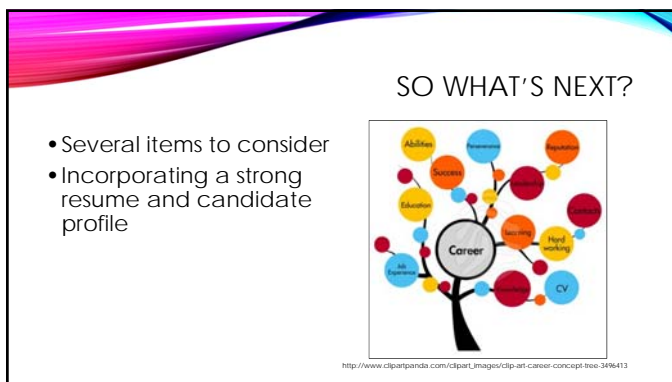 SO WHAT'S NEXT?
• Several items to consider
• Incorporating a strong
resume and candidate
profile
Abilities
Perseverance
Reputation
Success
Leadership
Education
Contacts
Learning
Hard
working
Career
Job
Experience
Knowledge
CV
http://www.clipartpanda.com/clipart_images/clip-art-career-concept-tree-3496413